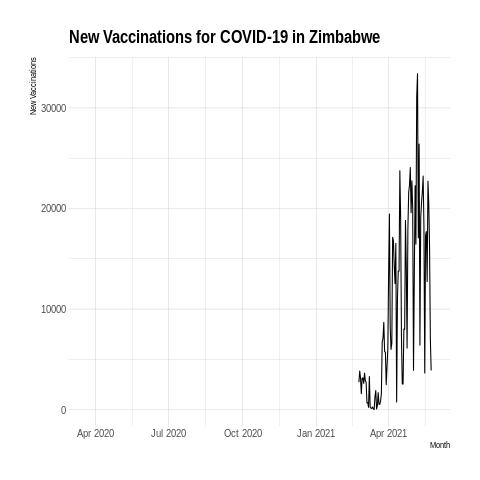 New Vaccinations for COVID-19 in Zimbabwe
New Vaccinations
30000
20000
10000
0
Apr 2020 Jul 2020 Oct 2020 Jan 2021 Apr 2021
Month